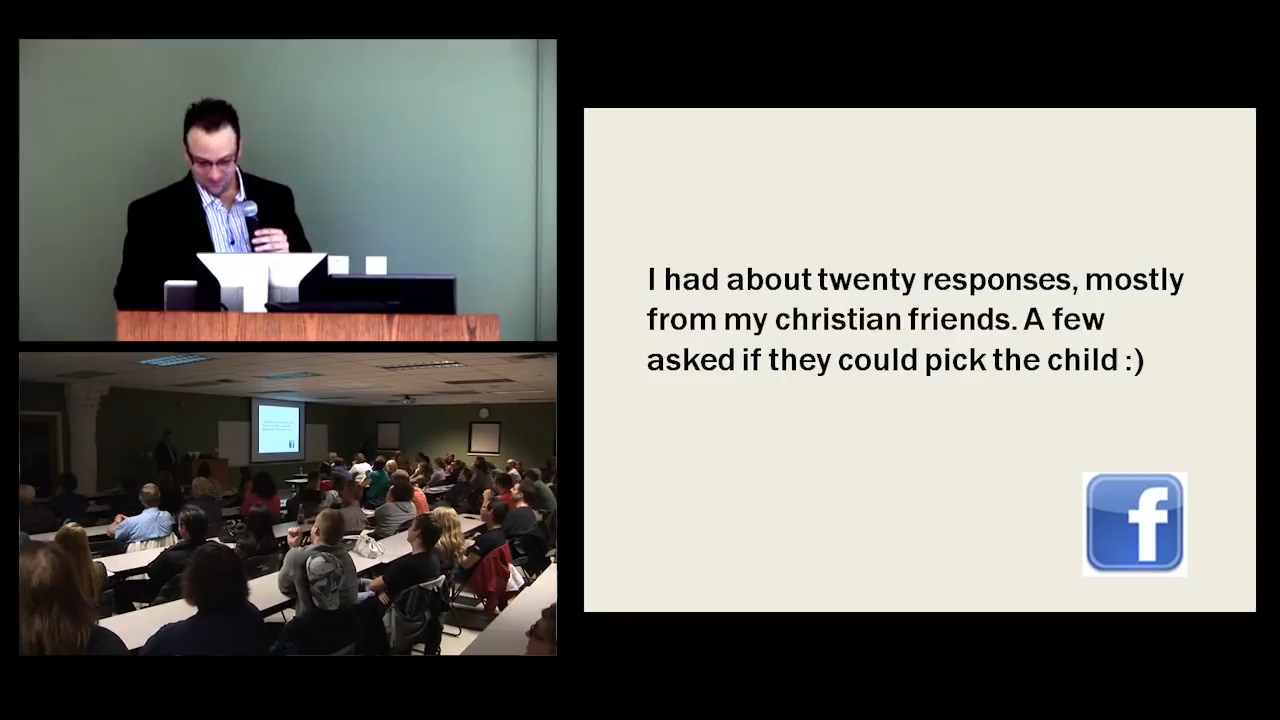 I had about twenty responses, mostly
from my christian friends. A few
asked if they could pick the child :)
f